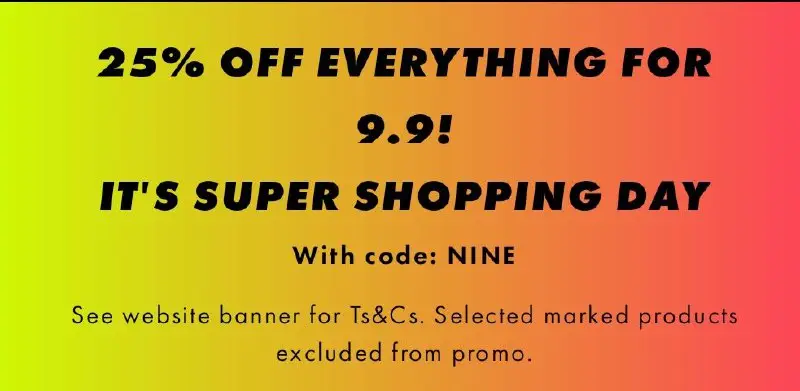 25% OFF EVERYTHING FOR
9.9!
IT'S SUPER SHOPPING DAY
With code: NINE
See website banner for Ts&Cs. Selected marked products
excluded from promo.